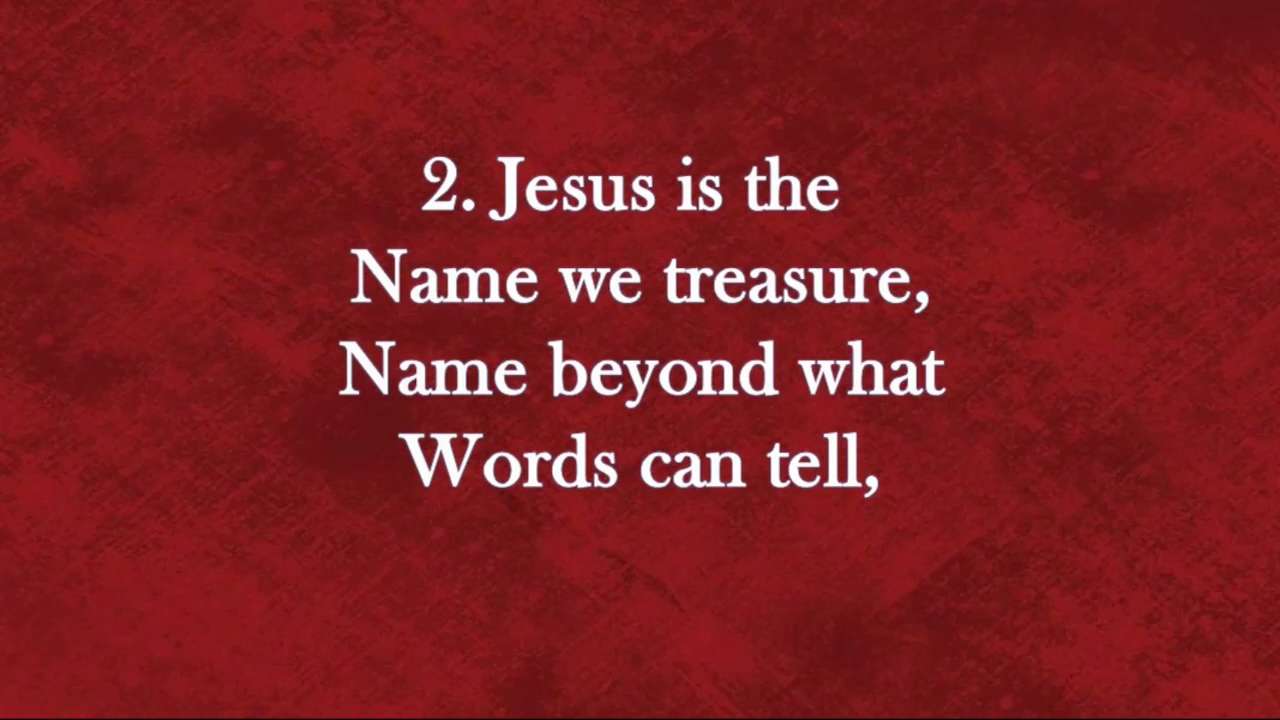 2. Jesus is the
Name we treasure,
Name beyond what
Words can tell,